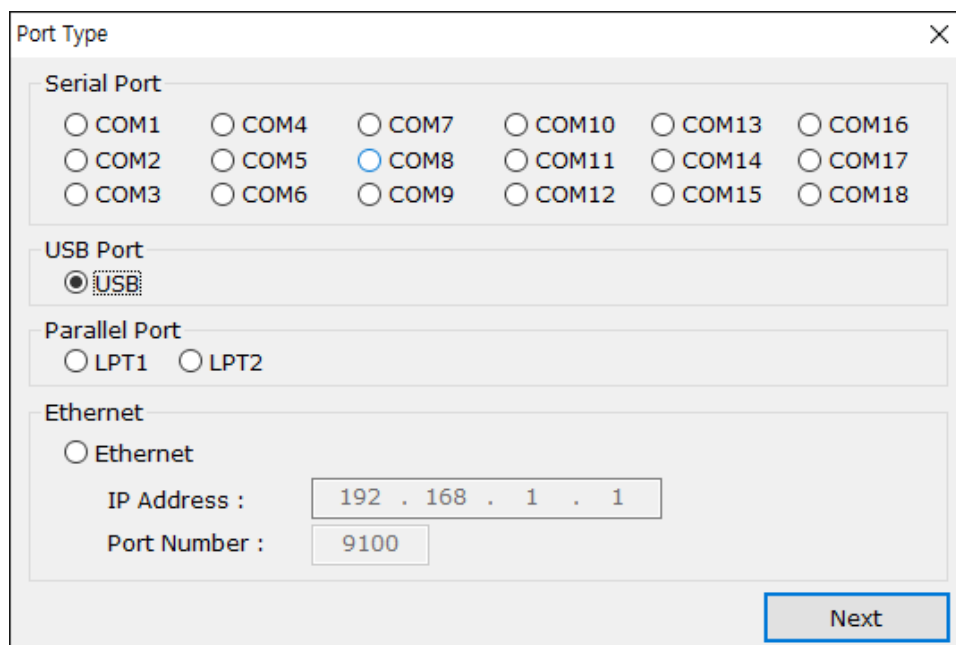 Port Type
Serial Port
COM1 COM4 COM7 COM10 COM13 COM16
COM2 COM5 COM8 COM11 COM14 COM17
COM3 COM6 COM9 COM12 COM15 COM18
USB Port
USB
Parallel Port
LPT1 LPT2
Ethernet
Ethernet
IP Address : 192 . 168 . 1 . 1
Port Number : 9100
Next